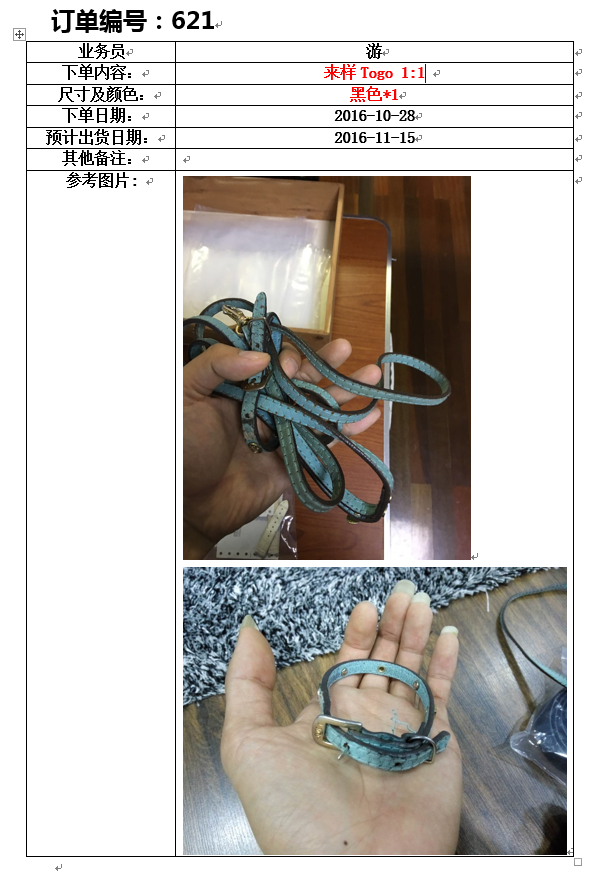 订单编号：621
业务员 游
下单内容： 来样 Togo 1:1
尺寸及颜色： 黑色*1
下单日期： 2016-10-28
预计出货日期： 2016-11-15
其他备注：
参考图片：